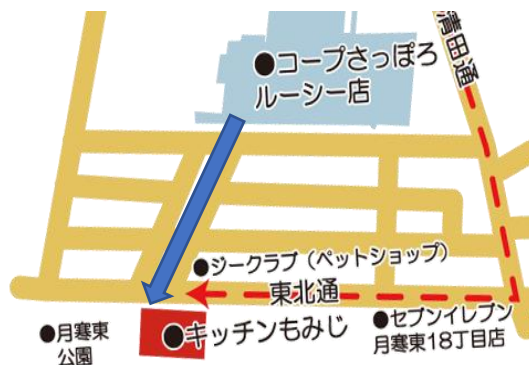 清田通
●コープさっぽろ
ルーシー店
●ジークラブ（ペットショップ）
東北通
●月寒東
公園
●キッチンもみじ
●セブンイレブン
月寒東18丁目店